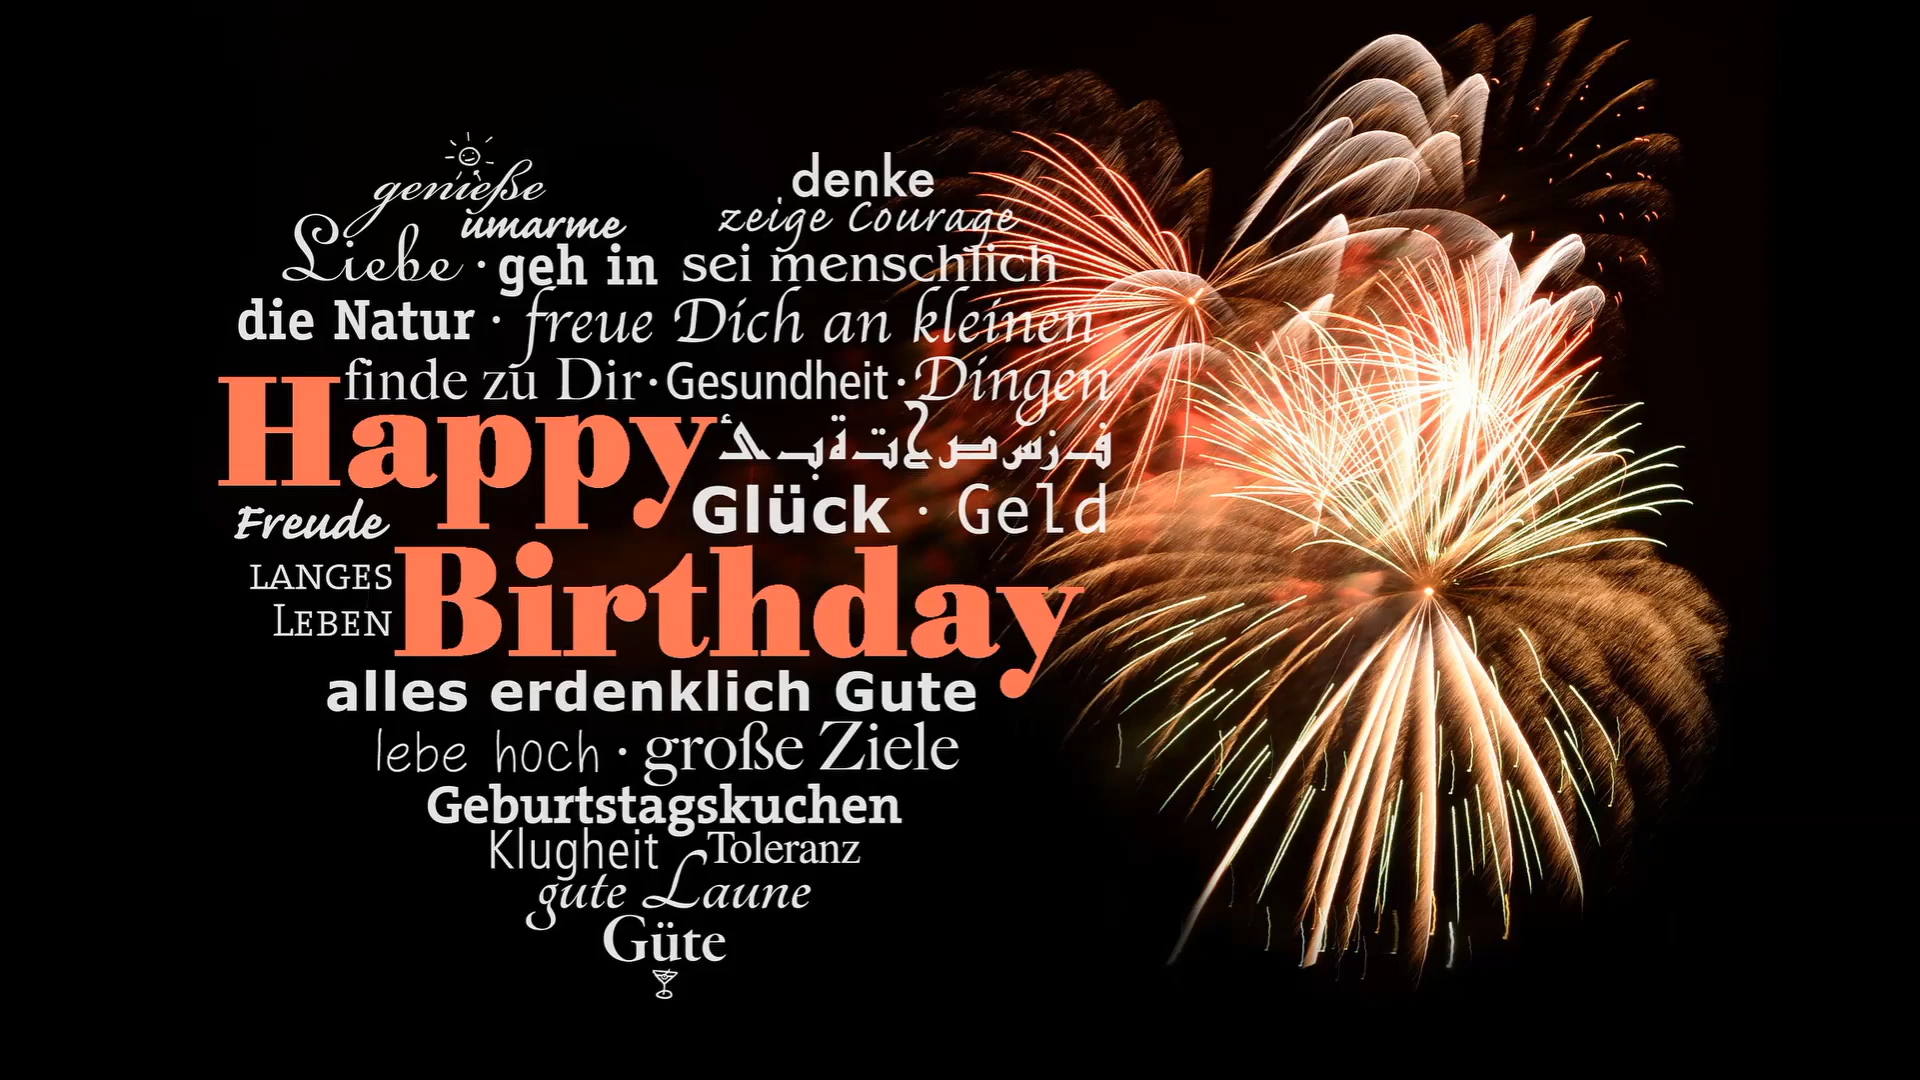 genieße
denke
umarme
zeige Courage
Liebe · geh in
sei menschlich
die Natur · freue Dich an kleinen
finde zu Dir · Gesundheit · Dingen
Happy
Glück · Geld
Freude
LANGES
LEBEN
Birthday
alles erdenklich Gute
lebe hoch · große Ziele
Geburtstagskuchen
Klugheit
Toleranz
gute Laune
Güte